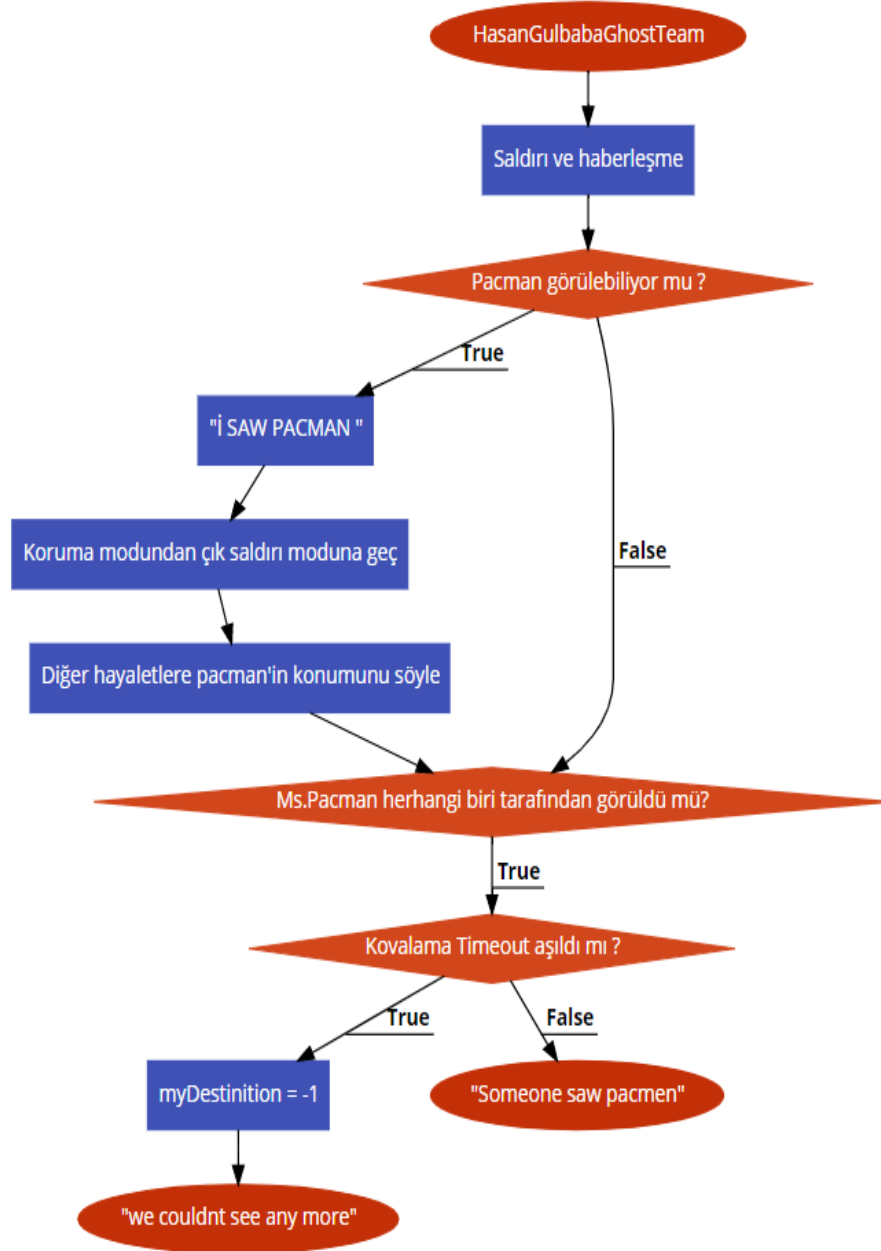 HasanGulbabaGhostTeam
Saldırı ve haberleşme
Pacman görülebiliyor mu ?
True
"İ SAW PACMAN "
Koruma modundan çık saldırı moduna geç
False
Diğer hayaletlere pacman'in konumunu söyle
Ms.Pacman herhangi biri tarafından görüldü mü?
True
Kovalama Timeout aşıldı mı ?
True
False
myDestinition = -1
"Someone saw pacmen"
"we couldnt see any more"